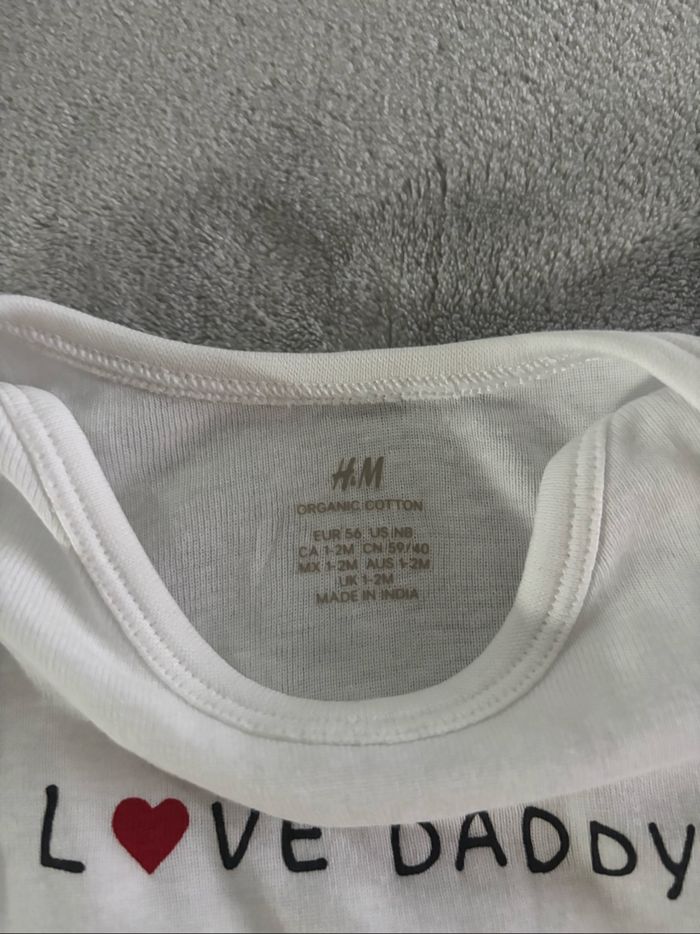 H&M
ORGANIC COTTON
EUR 56 US NB
CA 1-2M CN 59/40
MX 1-2M AUS 1-2M
UK 1-2M
MADE IN INDIA
L♥VE DADDY